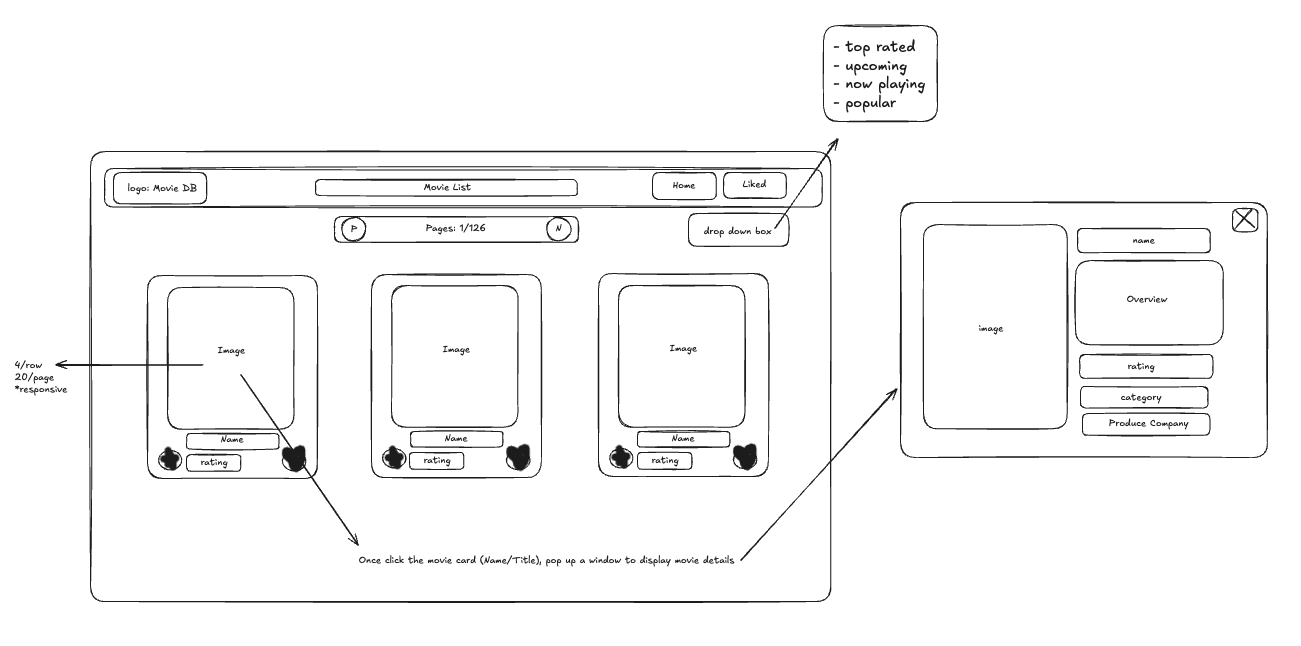 - top rated
- upcoming
- now playing
- popular
logo: Movie DB
Movie List
Home
Liked
P
Pages: 1/126
N
drop down box
Image
Image
Image
4/row
20/page
*responsive
Name
Name
Name
rating
rating
rating
Once click the movie card (Name/Title), pop up a window to display movie details
image
name
Overview
rating
category
Produce Company